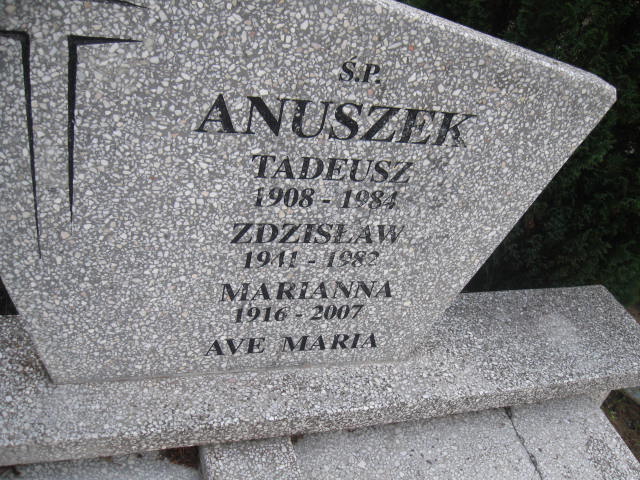 Ś.P.
ANUSZEK
TADEUSZ
1908 - 1984
ZDZISŁAW
1941 - 1982
MARIANNA
1916 - 2007
AVE MARIA